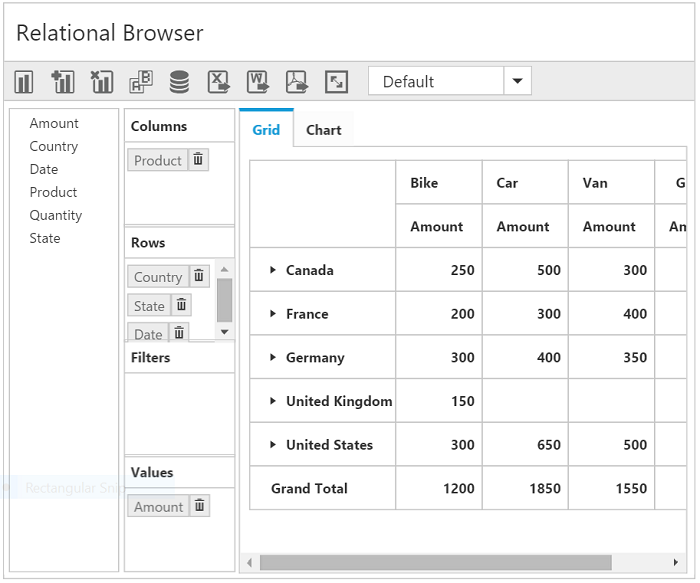 Relational Browser
Default
Amount
Country
Date
Product
Quantity
State
Columns
Product
Rows
Country
State
Date
Filters
Values
Amount
Rectangular Snip
Grid Chart
Bike Car Van G
Amount Amount Amount Am
Canada 250 500 300
France 200 300 400
Germany 300 400 350
United Kingdom 150
United States 300 650 500
Grand Total 1200 1850 1550